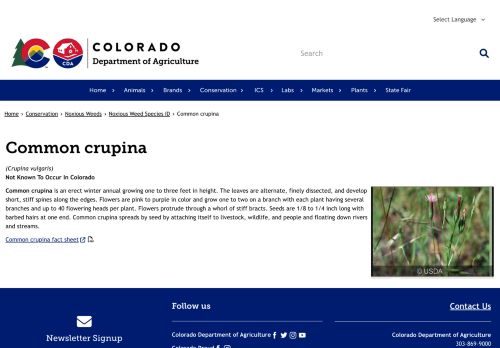 Select Language
COLORADO
Department of Agriculture
CDA
Search
Home
Animals
Brands
Conservation
ICS
Labs
Markets
Plants
State Fair
Home › Conservation › Noxious Weeds › Noxious Weed Species ID › Common crupina
Common crupina
(Crupina vulgaris)
Not Known To Occur In Colorado
Common crupina is an erect winter annual growing one to three feet in height. The leaves are alternate, finely dissected, and develop
short, stiff spines along the edges. Flowers are pink to purple in color and grow one to two on a branch with each plant having several
branches and up to 40 flowering heads per plant. Flowers protrude through a whorl of stiff bracts. Seeds are 1/8 to 1/4 inch long with
barbed hairs at one end. Common crupina spreads by seed by attaching itself to livestock, wildlife, and people and floating down rivers
and streams.
© USDA
Common crupina fact sheet
Newsletter Signup
Follow us
Colorado Department of Agriculture
Colorado Proud
Contact Us
Colorado Department of Agriculture
303-869-9000